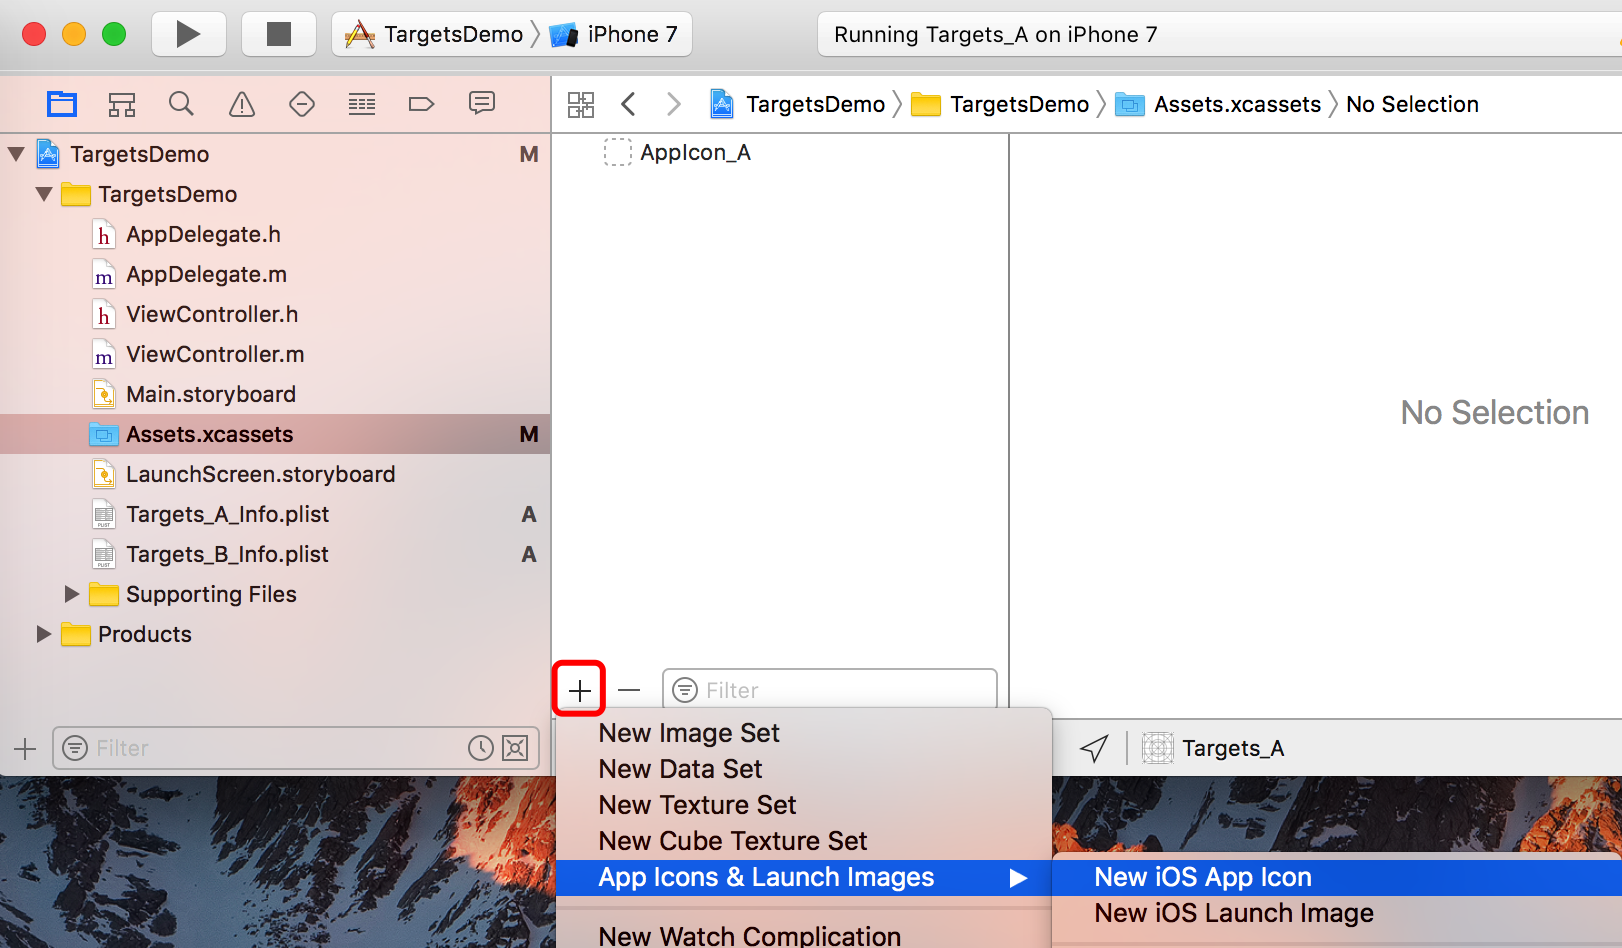 TargetsDemo iPhone 7
Running Targets_A on iPhone 7
TargetsDemo TargetsDemo Assets.xcassets No Selection
TargetsDemo M
TargetsDemo
h AppDelegate.h
m AppDelegate.m
h ViewController.h
m ViewController.m
Main.storyboard
Assets.xcassets M
LaunchScreen.storyboard
PLIST Targets_A_Info.plist A
PLIST Targets_B_Info.plist A
Supporting Files
Products
Filter
AppIcon_A
Filter
No Selection
Targets_A
New Image Set
New Data Set
New Texture Set
New Cube Texture Set
App Icons & Launch Images
New Watch Complication
New iOS App Icon
New iOS Launch Image